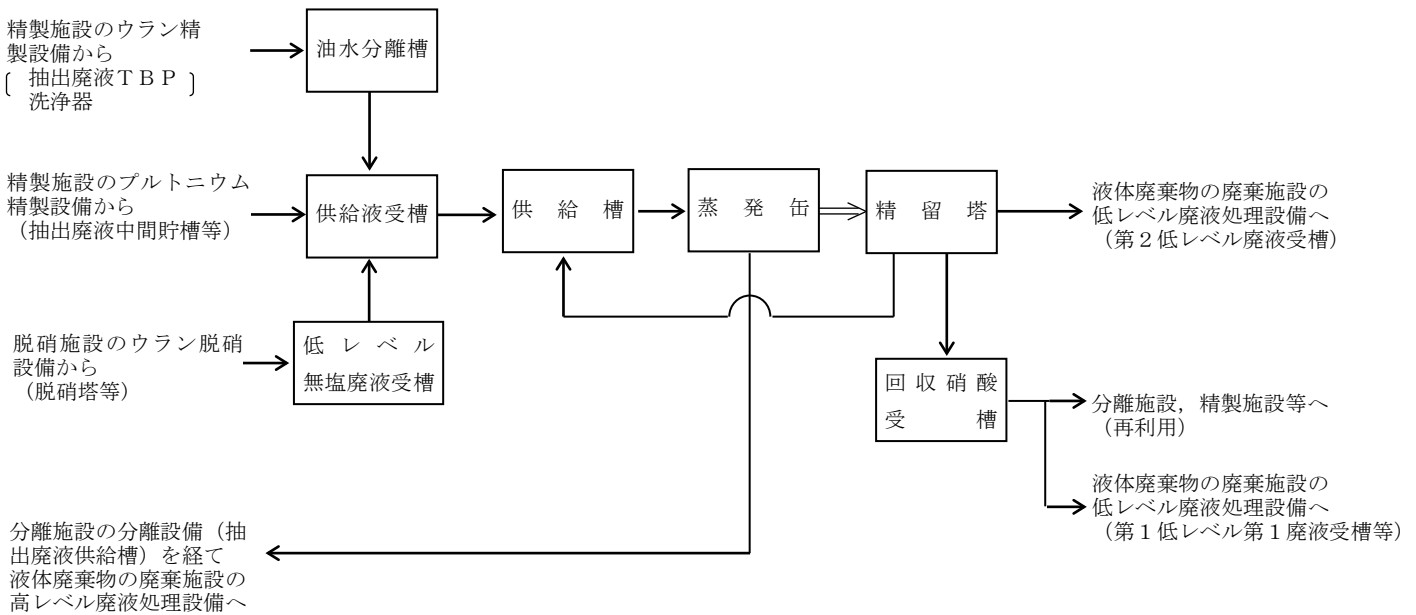 精製施設のウラン精
製設備から
抽出廃液ＴＢＰ
洗浄器
油水分離槽
精製施設のプルトニウム
精製設備から
（抽出廃液中間貯槽等）
供給液受槽
供給槽
蒸発缶
精留塔
液体廃棄物の廃棄施設の
低レベル廃液処理設備へ
（第２低レベル廃液受槽）
脱硝施設のウラン脱硝
設備から
（脱硝塔等）
低レベル
無塩廃液受槽
回収硝酸
受槽
分離施設，精製施設等へ
（再利用）
液体廃棄物の廃棄施設の
低レベル廃液処理設備へ
（第１低レベル第１廃液受槽等）
分離施設の分離設備（抽
出廃液供給槽）を経て
液体廃棄物の廃棄施設の
高レベル廃液処理設備へ